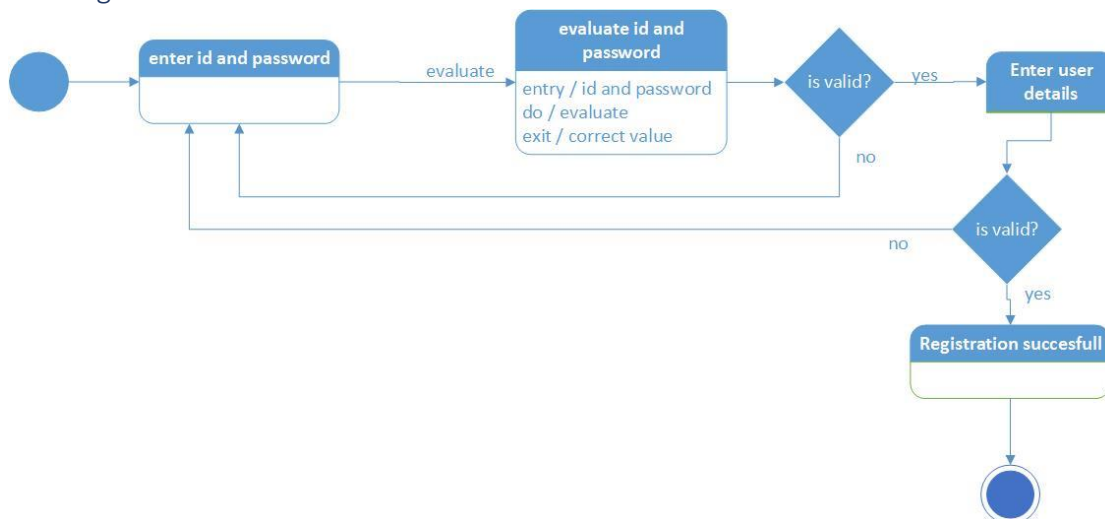 enter id and password
evaluate
evaluate id and
password
entry / id and password
do / evaluate
exit / correct value
is valid?
yes
Enter user
details
no
is valid?
no
yes
Registration succesfull